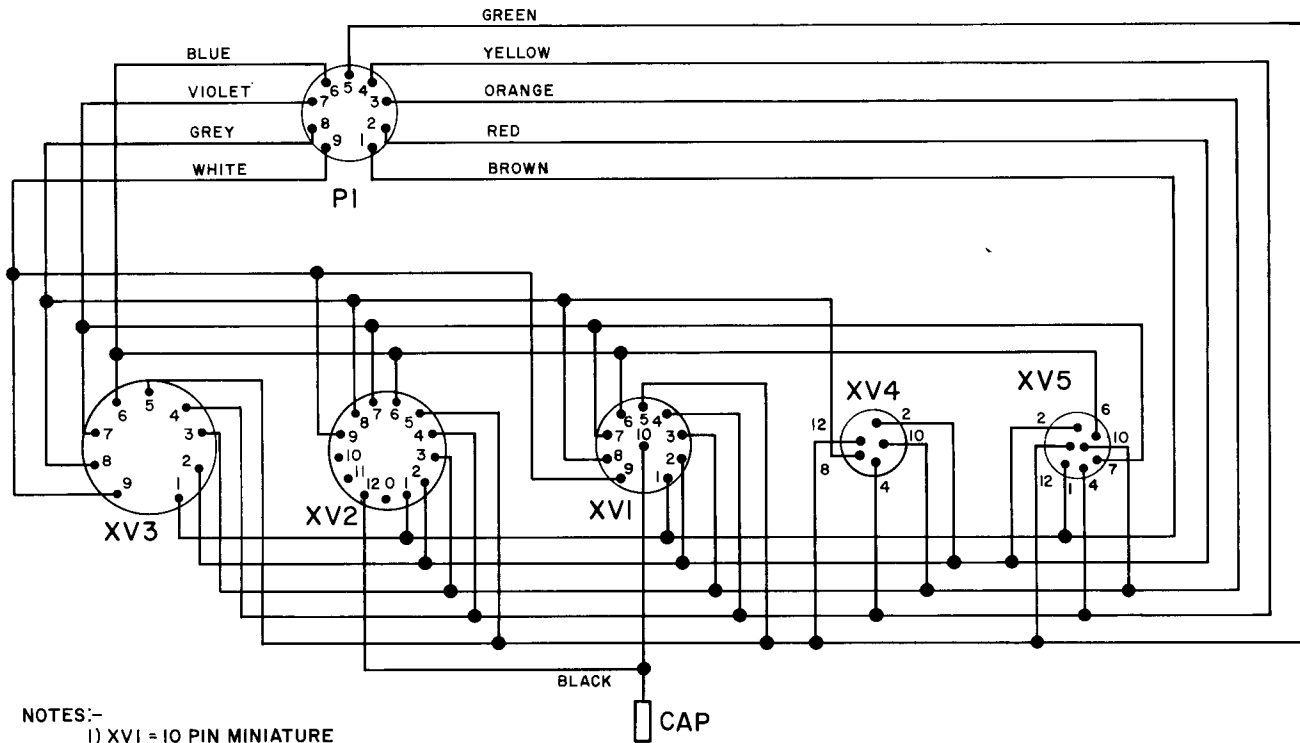 GREEN
BLUE
YELLOW
VIOLET
ORANGE
GREY
RED
WHITE
BROWN
5
6 4
7 3
8 2
9 1
P1
XV3
5
6 4
7 3
8 2
9 1
XV2
7 6
8 5
9 4
10 3
11 2
12 0 1
XV1
6 5 4
7 10 3
8 2
9 1
XV4
2
12 10
8
4
XV5
2 6
10
7
12 1 4
BLACK
CAP
NOTES:-
1) XV1 = 10 PIN MINIATURE